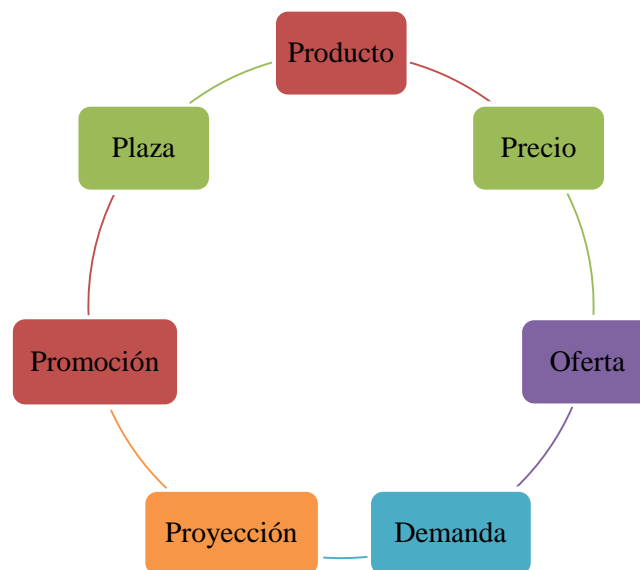 Producto
Precio
Oferta
Demanda
Proyección
Promoción
Plaza